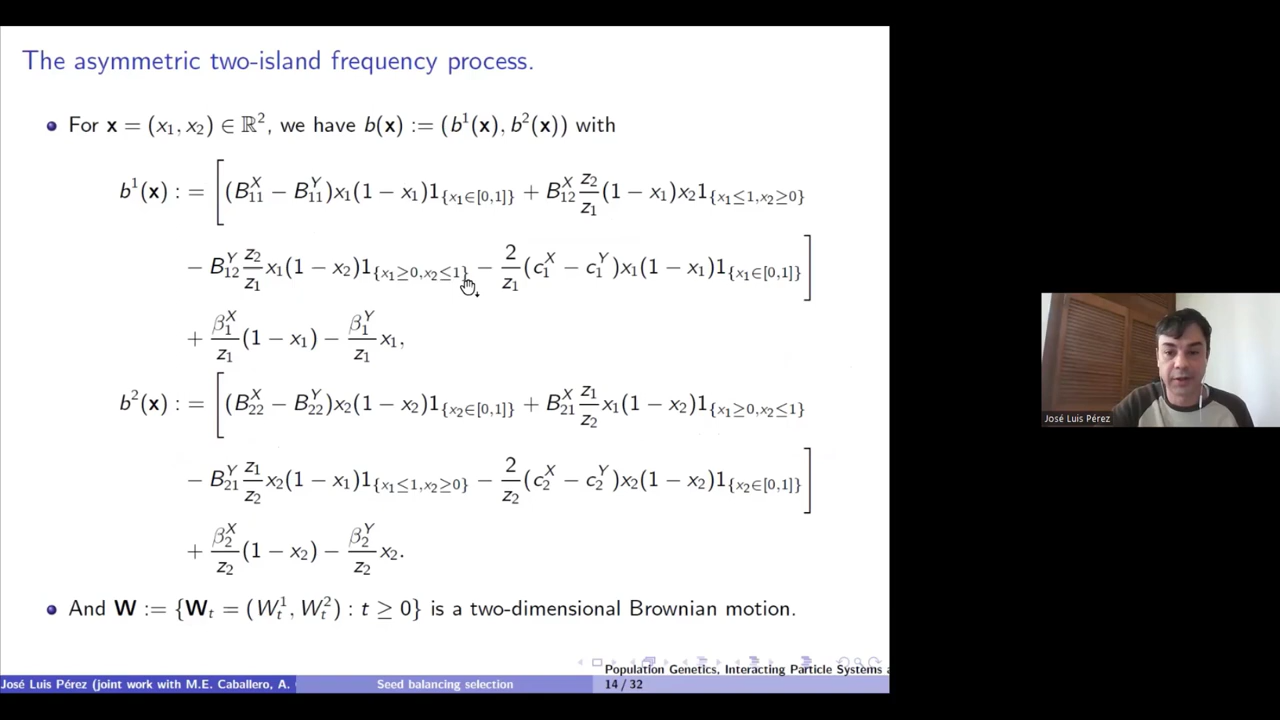 The asymmetric two-island frequency process.
For x = (x₁, x₂) ∈ ℝ², we have b(x) := (b¹(x), b²(x)) with
b¹(x) : = [ (B₁₁^X − B₁₁^Y)x₁(1 − x₁)1_{x₁∈[0,1]} + B₁₂^X z₂/z₁ (1 − x₁)x₂1_{x₁≤1,x₂≥0}
− B₁₂^Y z₂/z₁ x₁(1 − x₂)1_{x₁≥0,x₂≤1} − 2/z₁ (c₁^X − c₁^Y)x₁(1 − x₁)1_{x₁∈[0,1]} ]
+ β₁^X/z₁ (1 − x₁) − β₁^Y/z₁ x₁,
b²(x) : = [ (B₂₂^X − B₂₂^Y)x₂(1 − x₂)1_{x₂∈[0,1]} + B₂₁^X z₁/z₂ x₁(1 − x₂)1_{x₁≥0,x₂≤1}
− B₂₁^Y z₁/z₂ x₂(1 − x₁)1_{x₁≤1,x₂≥0} − 2/z₂ (c₂^X − c₂^Y)x₂(1 − x₂)1_{x₂∈[0,1]} ]
+ β₂^X/z₂ (1 − x₂) − β₂^Y/z₂ x₂.
And W := {W_t = (W_t¹, W_t²) : t ≥ 0} is a two-dimensional Brownian motion.
Population Genetics, Interacting Particle Systems
José Luis Pérez (joint work with M.E. Caballero, A. Seed balancing selection 14 / 32
José Luis Pérez